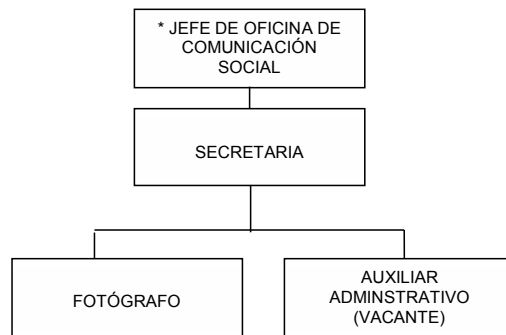 * JEFE DE OFICINA DE
COMUNICACIÓN
SOCIAL
SECRETARIA
FOTÓGRAFO
AUXILIAR
ADMINSTRATIVO
(VACANTE)